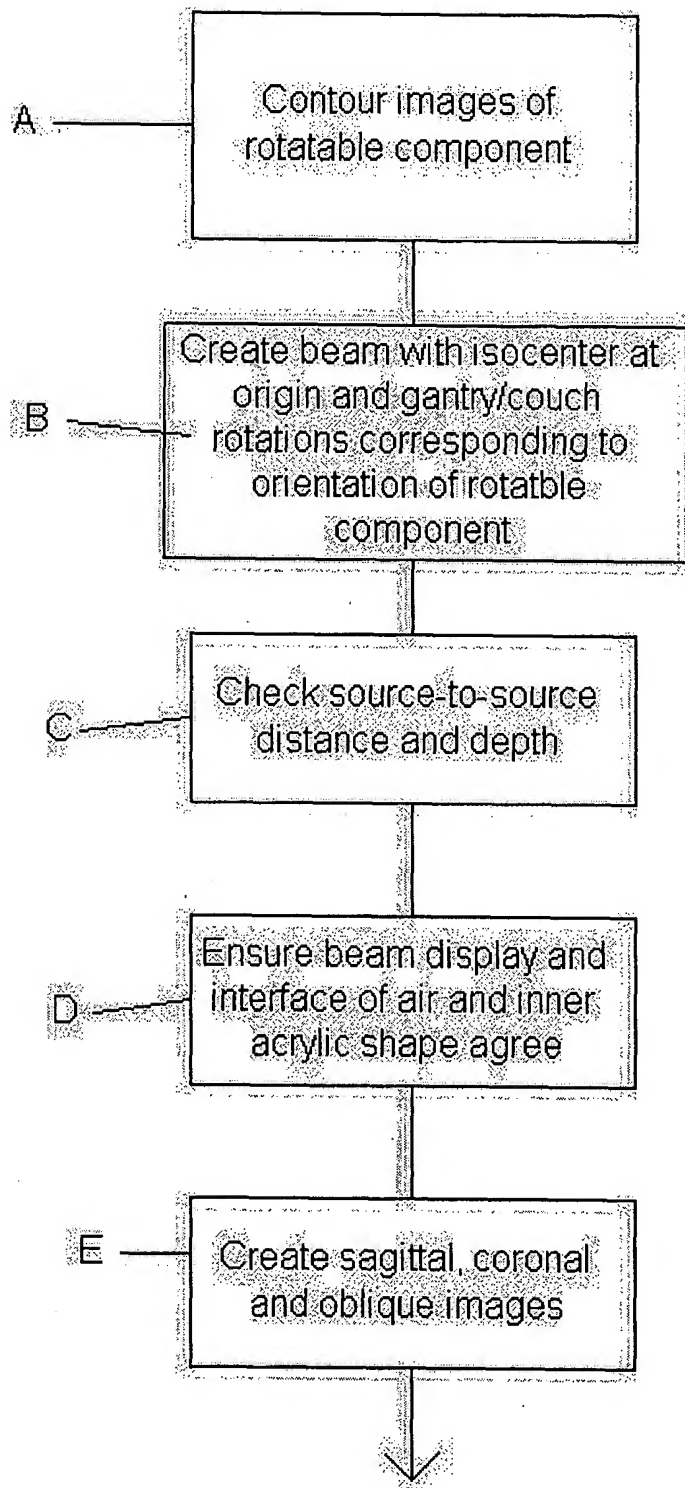 A
Contour images of
rotatable component
B
Create beam with isocenter at
origin and gantry/couch
rotations corresponding to
orientation of rotatble
component
C
Check source-to-source
distance and depth
D
Ensure beam display and
interface of air and inner
acrylic shape agree
E
Create sagittal, coronal
and oblique images